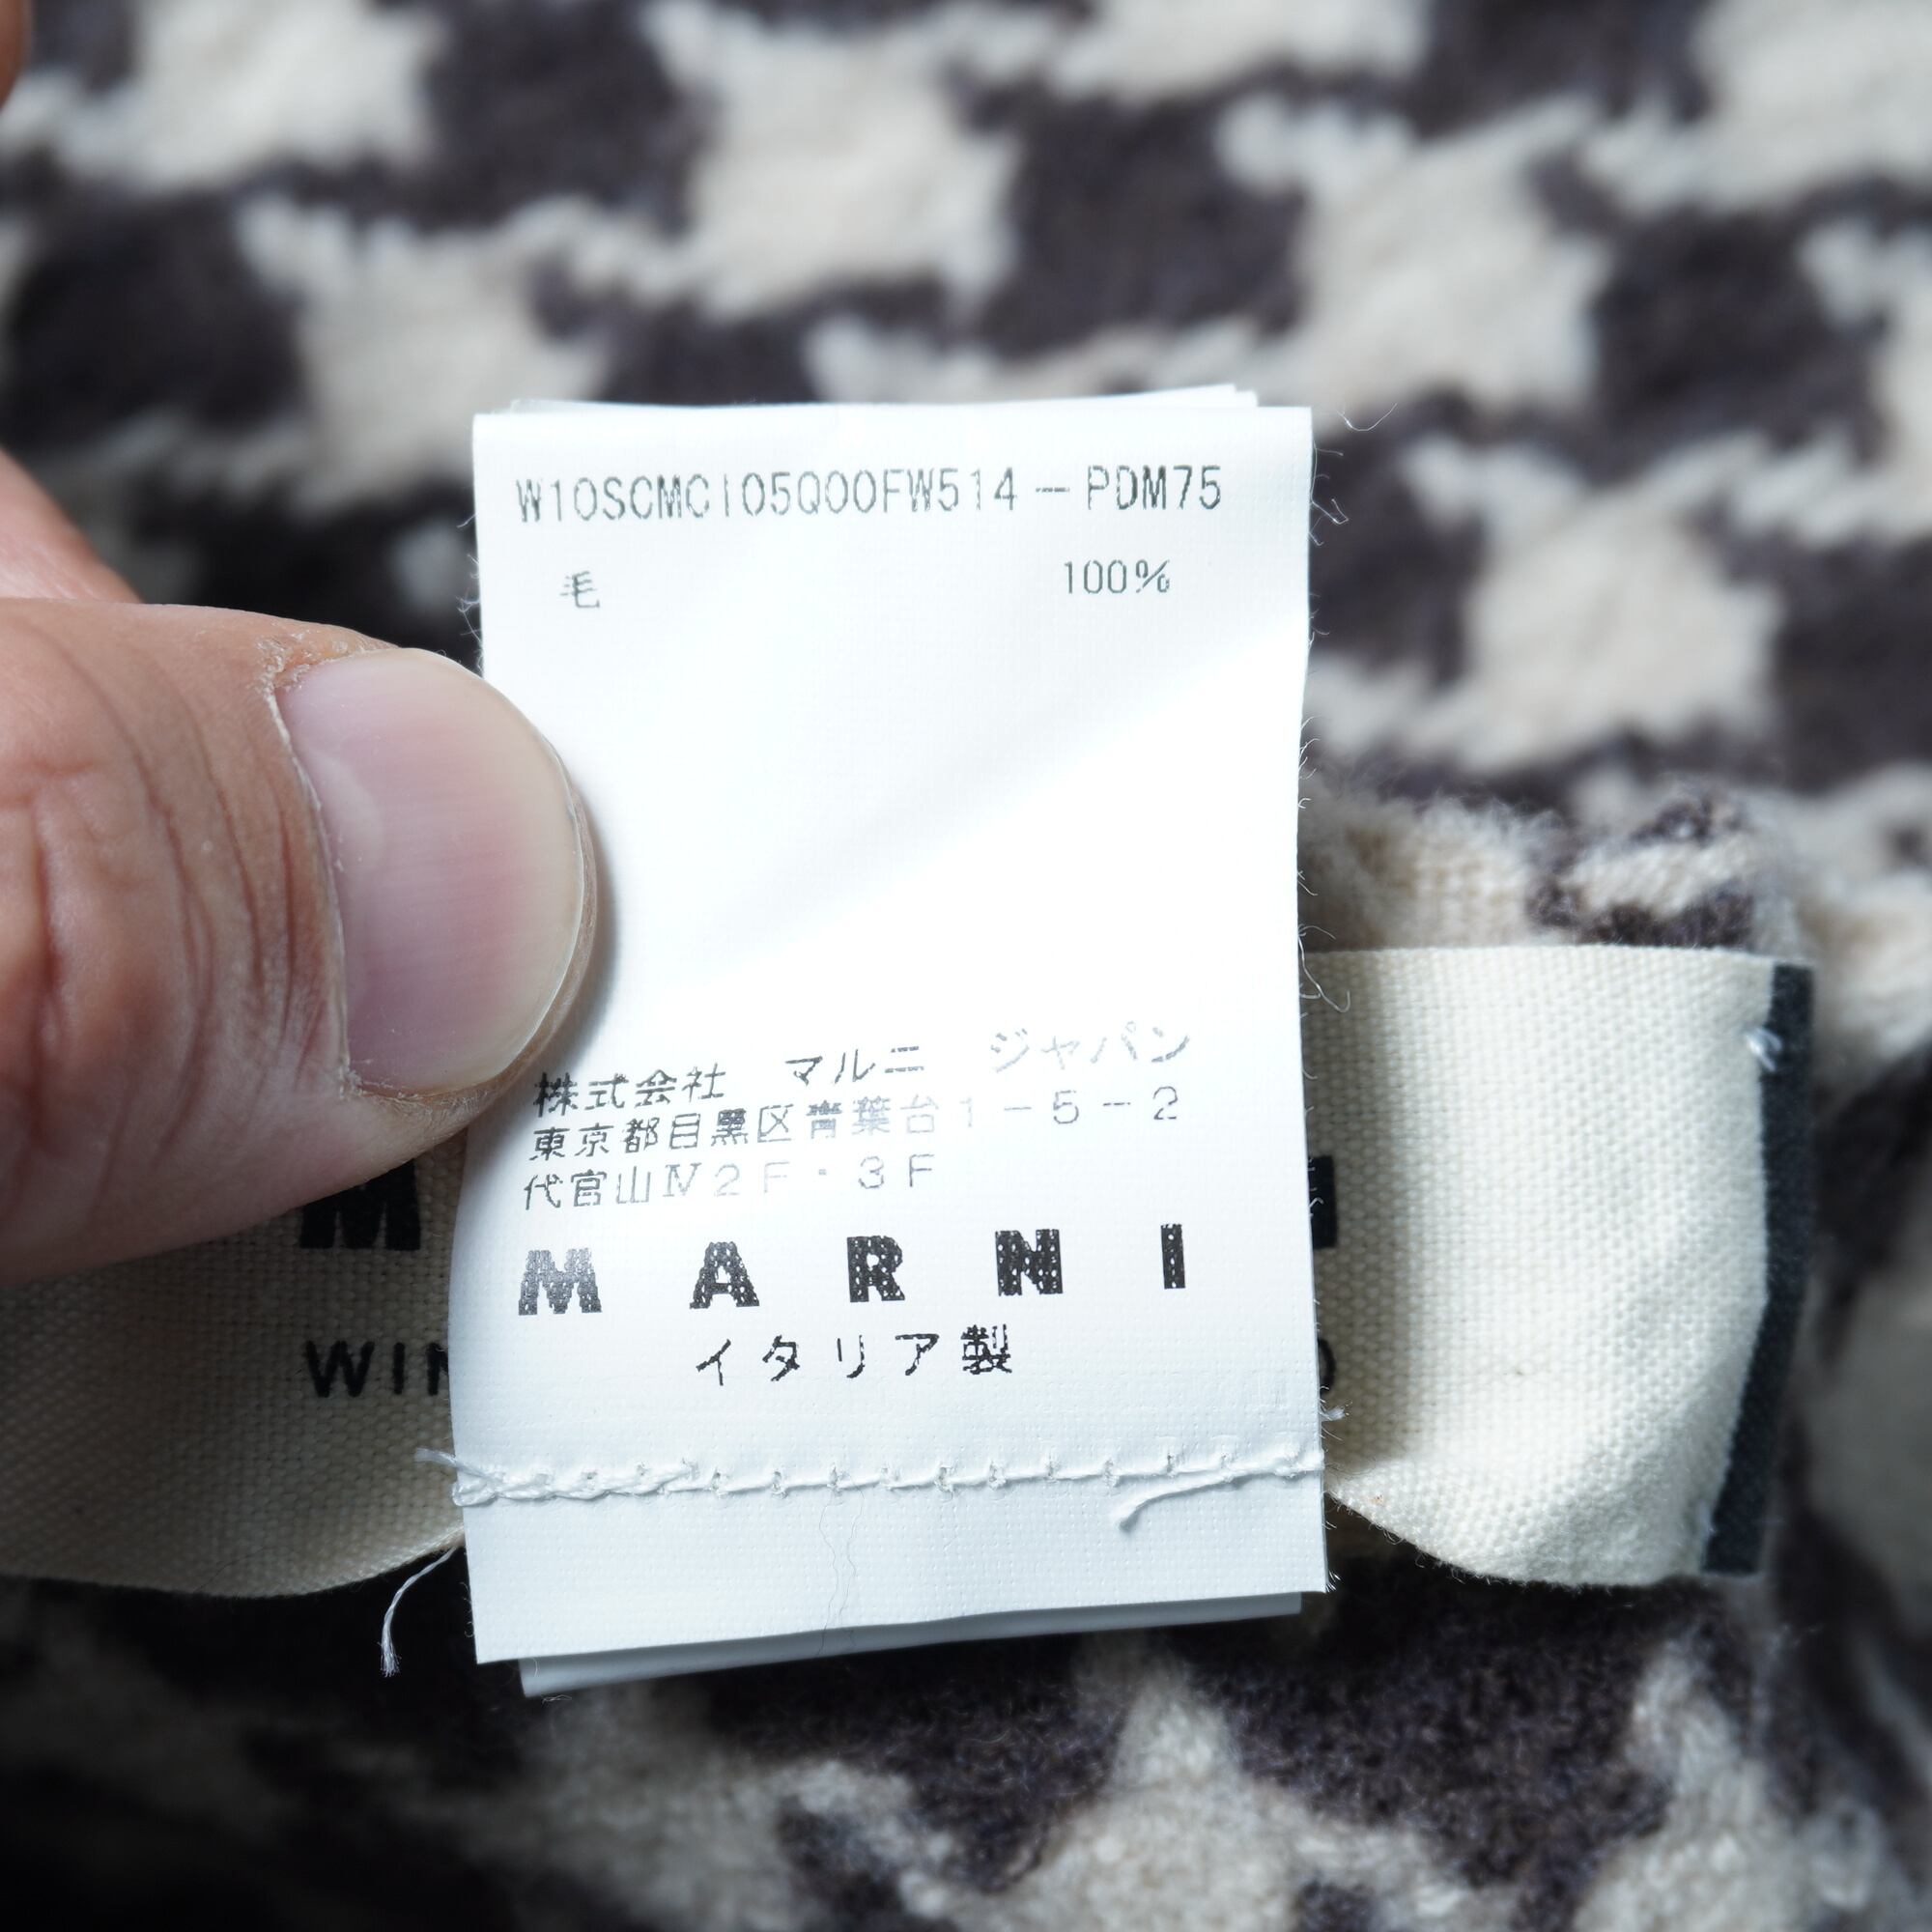 W10SCMCI05Q00FW514-PDM75
毛 100%
株式会社 マルニ ジャパン
東京都目黒区青葉台1-5-2
代官山Ⅳ2F・3F
MARNI
イタリア製
M
WIN